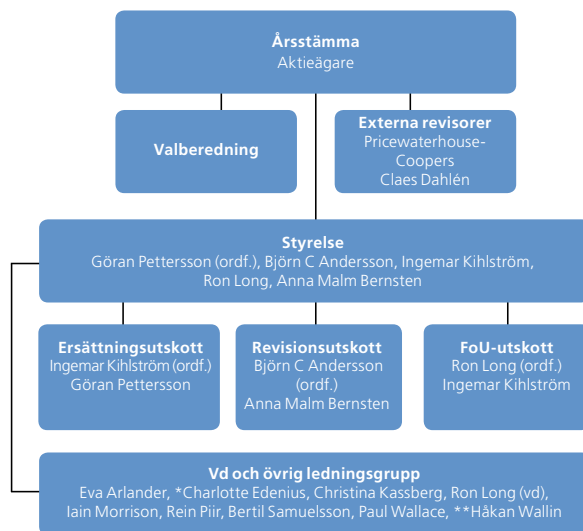 Årsstämma
Aktieägare
Valberedning
Externa revisorer
Pricewaterhouse-
Coopers
Claes Dahlén
Styrelse
Göran Pettersson (ordf.), Björn C Andersson, Ingemar Kihlström,
Ron Long, Anna Malm Bernsten
Ersättningsutskott
Ingemar Kihlström (ordf.)
Göran Pettersson
Revisionsutskott
Björn C Andersson
(ordf.)
Anna Malm Bernsten
FoU-utskott
Ron Long (ordf.)
Ingemar Kihlström
Vd och övrig ledningsgrupp
Eva Arlander, *Charlotte Edenius, Christina Kassberg, Ron Long (vd),
Iain Morrison, Rein Piir, Bertil Samuelsson, Paul Wallace, **Håkan Wallin